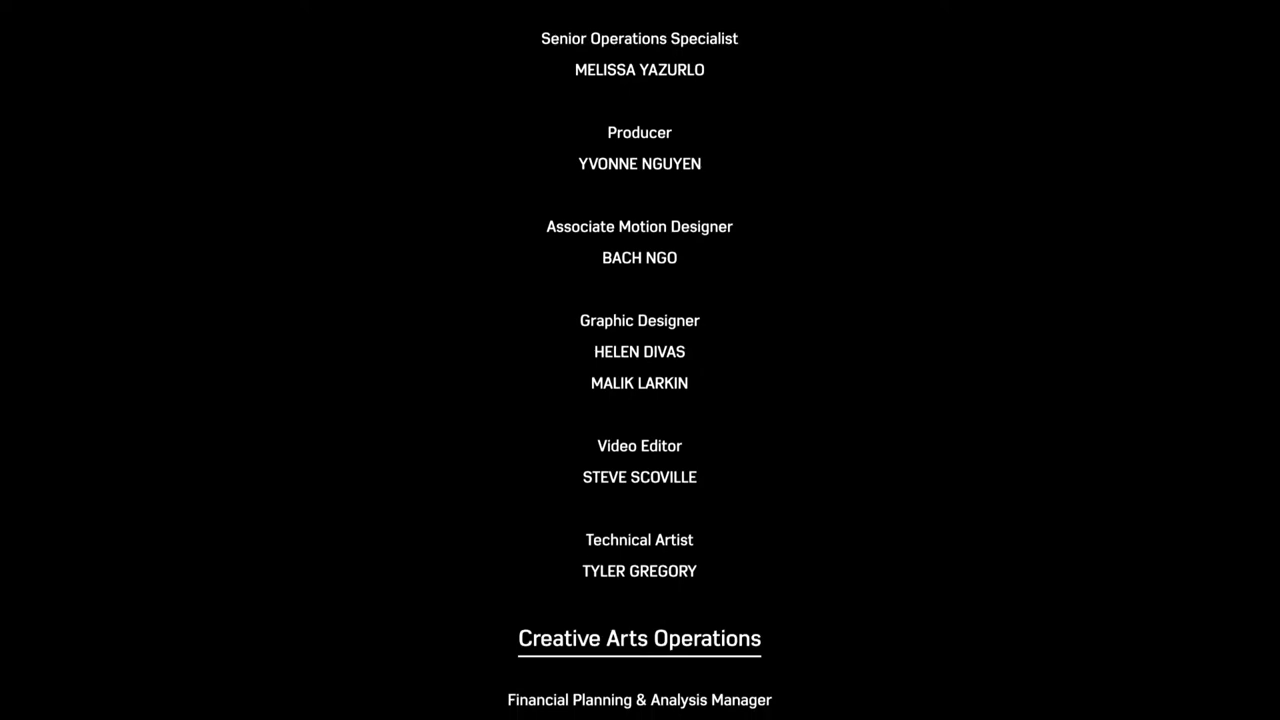 Senior Operations Specialist
MELISSA YAZURLO
Producer
YVONNE NGUYEN
Associate Motion Designer
BACH NGO
Graphic Designer
HELEN DIVAS
MALIK LARKIN
Video Editor
STEVE SCOVILLE
Technical Artist
TYLER GREGORY
Creative Arts Operations
Financial Planning & Analysis Manager